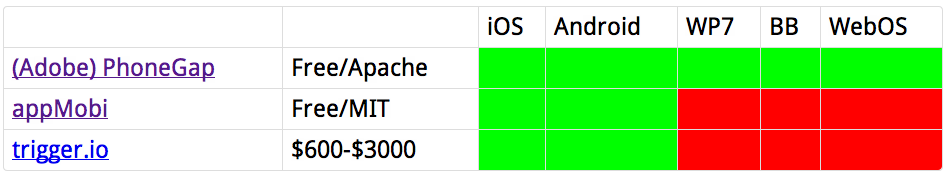 iOS Android WP7 BB WebOS
(Adobe) PhoneGap Free/Apache
appMobi Free/MIT
trigger.io $600-$3000